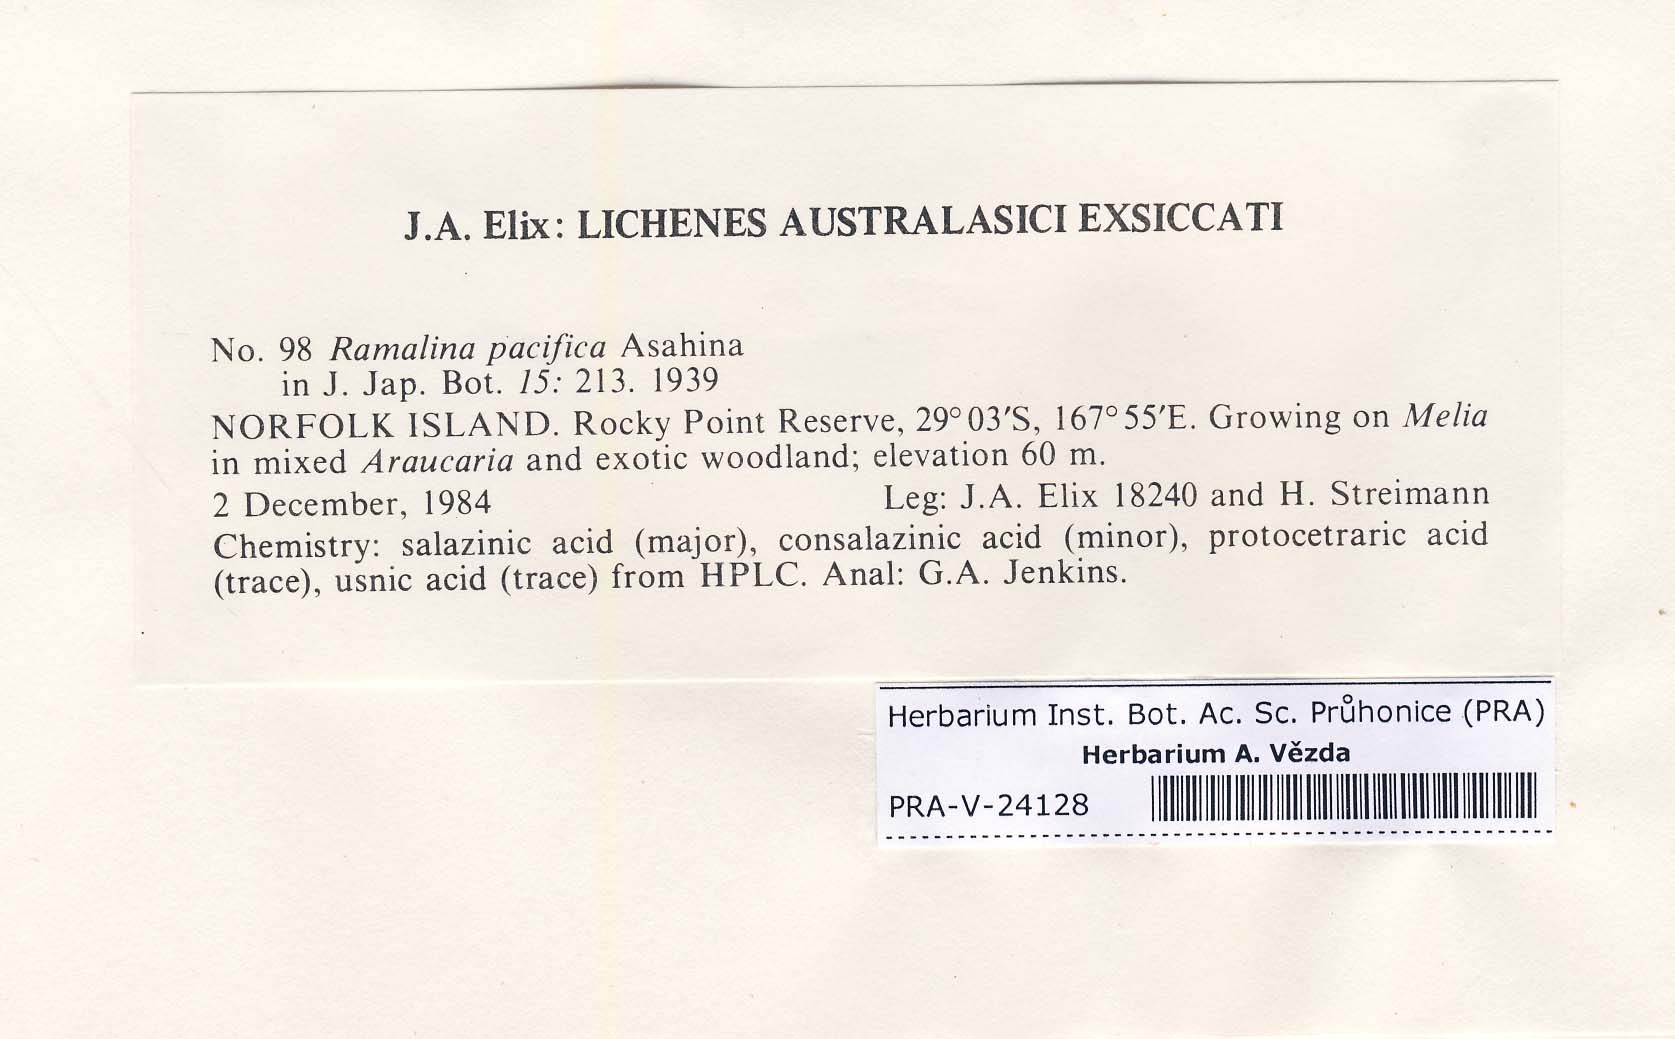 J.A. Elix: LICHENES AUSTRALASICI EXSICCATI
No. 98 Ramalina pacifica Asahina
in J. Jap. Bot. 15: 213. 1939
NORFOLK ISLAND. Rocky Point Reserve, 29°03′S, 167°55′E. Growing on Melia
in mixed Araucaria and exotic woodland; elevation 60 m.
2 December, 1984 Leg: J.A. Elix 18240 and H. Streimann
Chemistry: salazinic acid (major), consalazinic acid (minor), protocetraric acid
(trace), usnic acid (trace) from HPLC. Anal: G.A. Jenkins.
Herbarium Inst. Bot. Ac. Sc. Průhonice (PRA)
Herbarium A. Vězda
PRA-V-24128